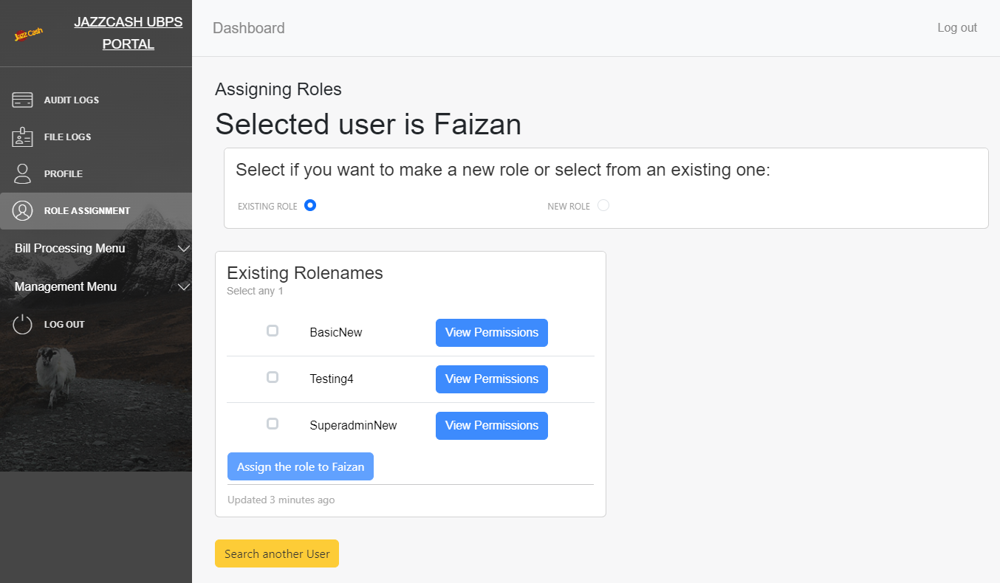 Jazz Cash
JAZZCASH UBPS
PORTAL
Dashboard
Log out
AUDIT LOGS
FILE LOGS
PROFILE
ROLE ASSIGNMENT
Bill Processing Menu
Management Menu
LOG OUT
Assigning Roles
Selected user is Faizan
Select if you want to make a new role or select from an existing one:
EXISTING ROLE
NEW ROLE
Existing Rolenames
Select any 1
BasicNew
View Permissions
Testing4
View Permissions
SuperadminNew
View Permissions
Assign the role to Faizan
Updated 3 minutes ago
Search another User